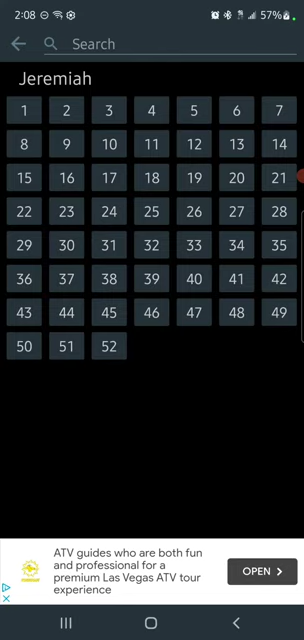 2:08 57%
Search
Jeremiah
1 2 3 4 5 6 7
8 9 10 11 12 13 14
15 16 17 18 19 20 21
22 23 24 25 26 27 28
29 30 31 32 33 34 35
36 37 38 39 40 41 42
43 44 45 46 47 48 49
50 51 52
ATV guides who are both fun
and professional for a
premium Las Vegas ATV tour
experience
OPEN